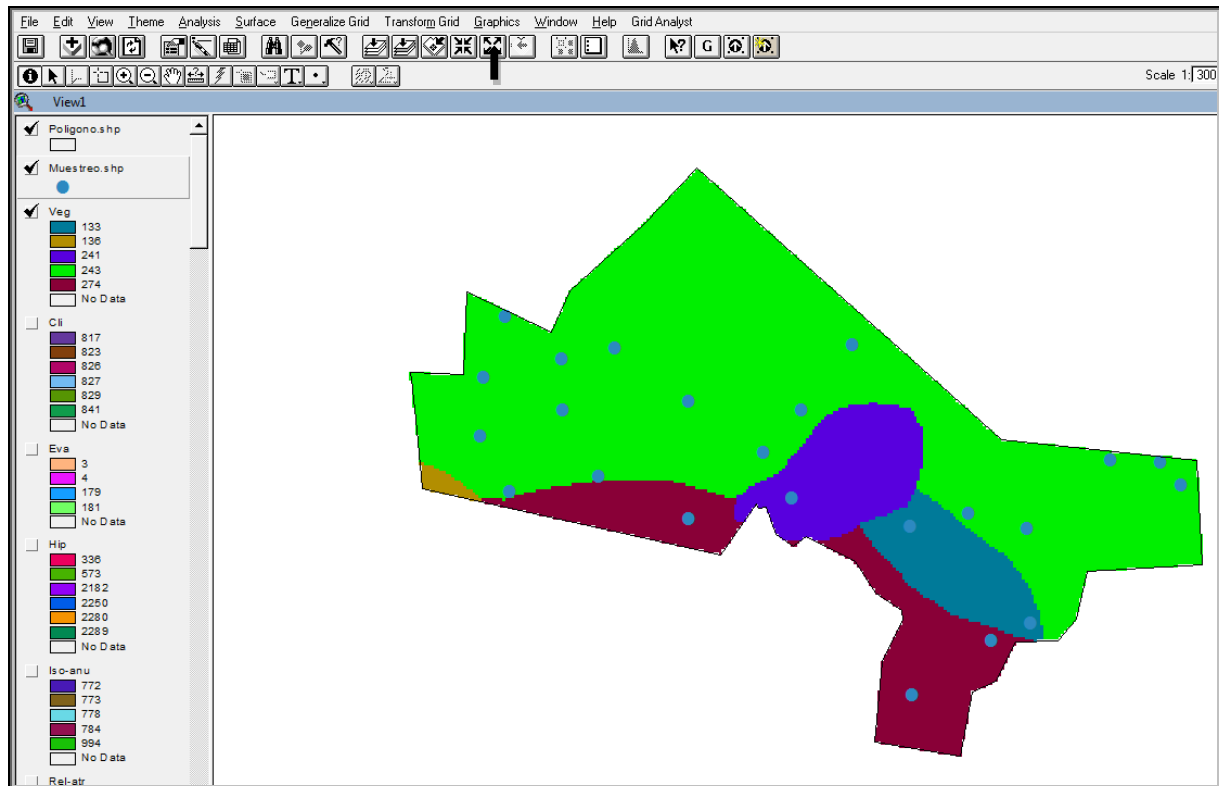 File Edit View Theme Analysis Surface Generalize Grid Transform Grid Graphics Window Help Grid Analyst
G
T
Scale 1: 300
View1
Poligono.shp
Muestreo.shp
Veg
133
136
241
243
274
No Data
Cli
817
823
826
827
829
841
No Data
Eva
3
4
179
181
No Data
Hip
336
573
2182
2250
2280
2289
No Data
Iso-anu
772
773
778
784
994
No Data
Rel-atr